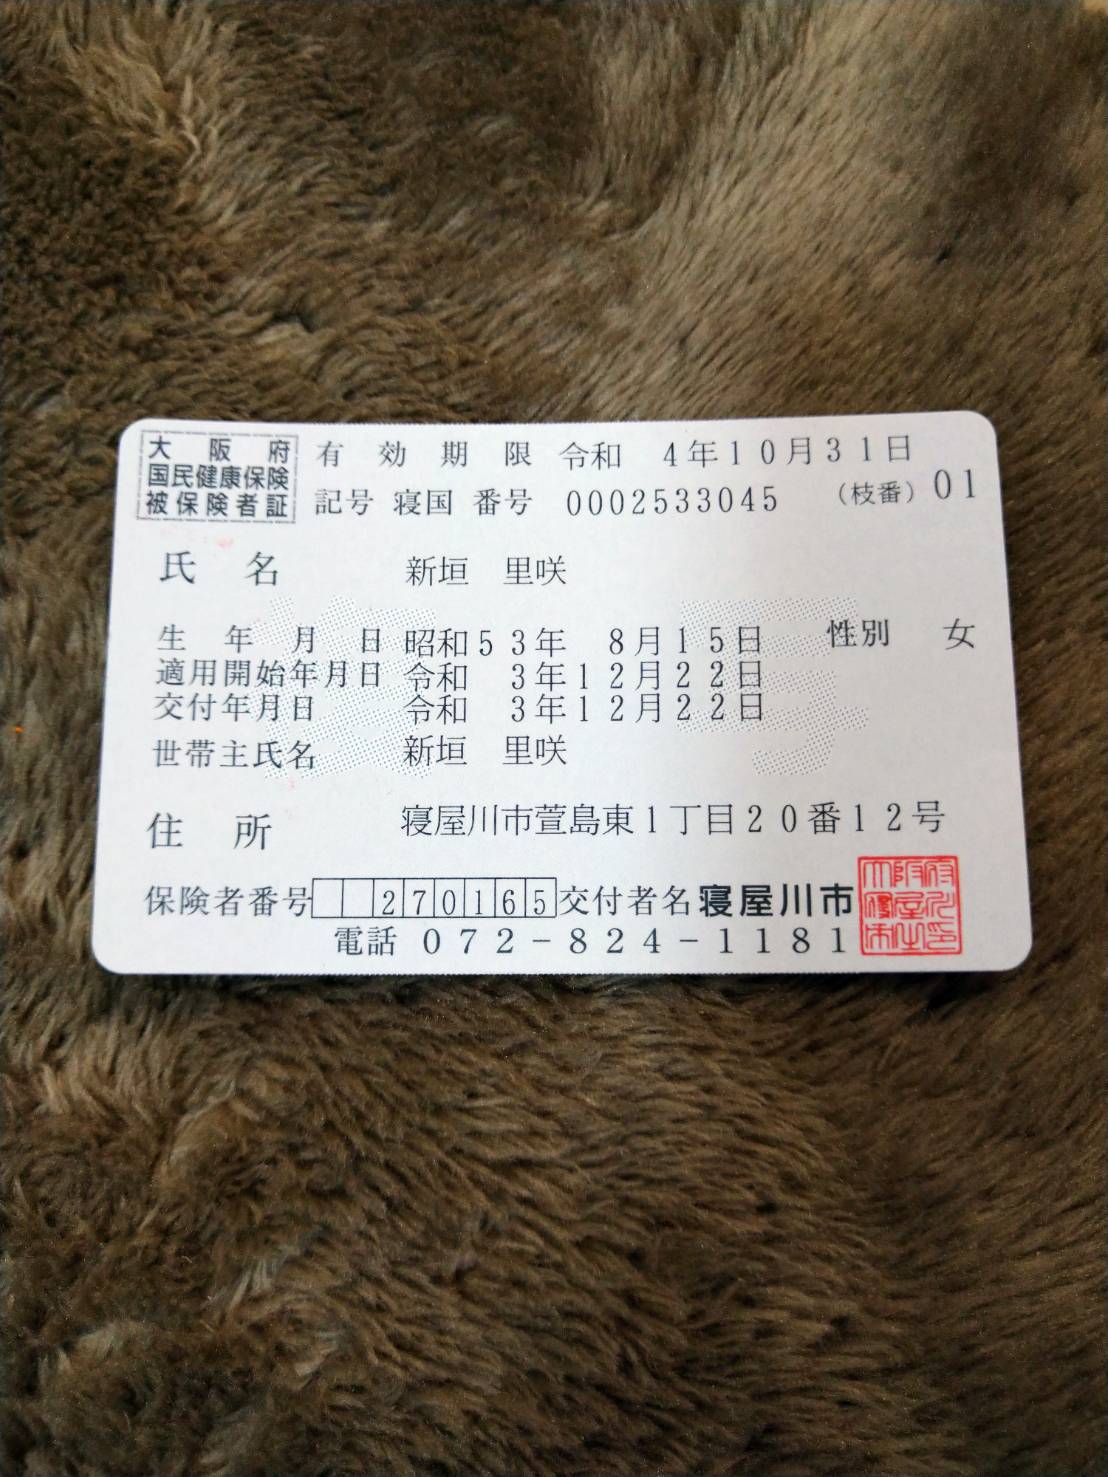 大阪府
国民健康保険
被保険者証
有効期限 令和 4年10月31日
記号 寝国 番号 0002533045 (枝番) 01
氏名 新垣 里咲
生年月日 昭和53年 8月15日 性別 女
適用開始年月日 令和 3年12月22日
交付年月日 令和 3年12月22日
世帯主氏名 新垣 里咲
住所 寝屋川市萱島東1丁目20番12号
保険者番号 270165 交付者名 寝屋川市
電話 072-824-1181